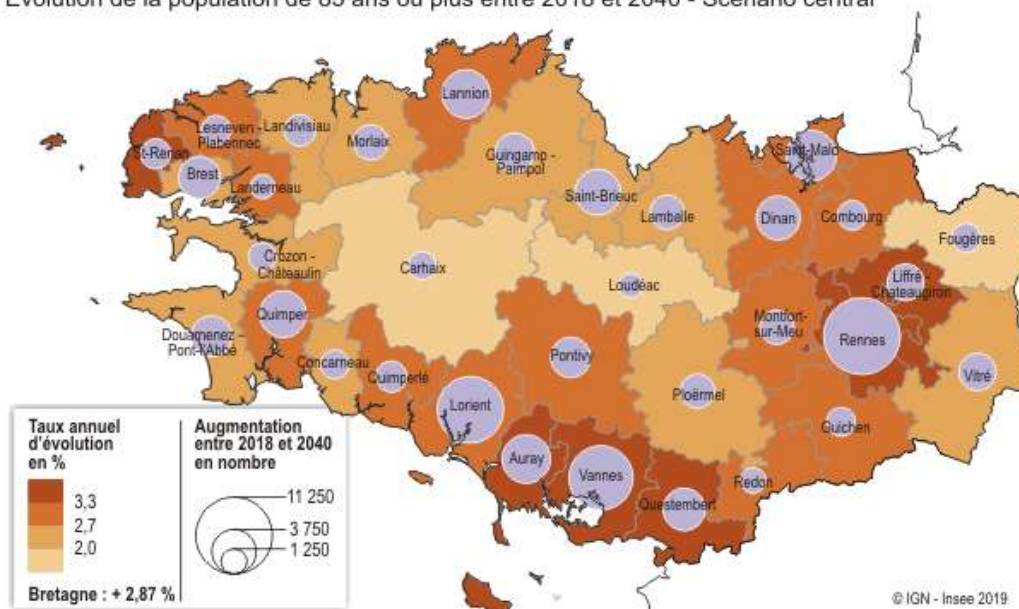 Evolution de la population de 85 ans ou plus entre 2018 et 2040 - Scénario central
Lannion
Lesneven -
Plabennec
Landivisiau
Morlaix
St-Renan
Brest
Landerneau
Guingamp -
Paimpol
Saint-Brieuc
Lamballe
Saint-Malo
Dinan
Combourg
Fougères
Crozon -
Châteaulin
Carhaix
Loudéac
Liffré -
Chateaugiron
Quimper
Montfort-
sur-Meu
Rennes
Douarnenez -
Pont-l'Abbé
Concarneau
Quimperlé
Pontivy
Ploërmel
Vitré
Lorient
Guichen
Auray
Vannes
Questembert
Redon
Taux annuel
d'évolution
en %
3,3
2,7
2,0
Bretagne : + 2,87 %
Augmentation
entre 2018 et 2040
en nombre
11 250
3 750
1 250
© IGN - Insee 2019